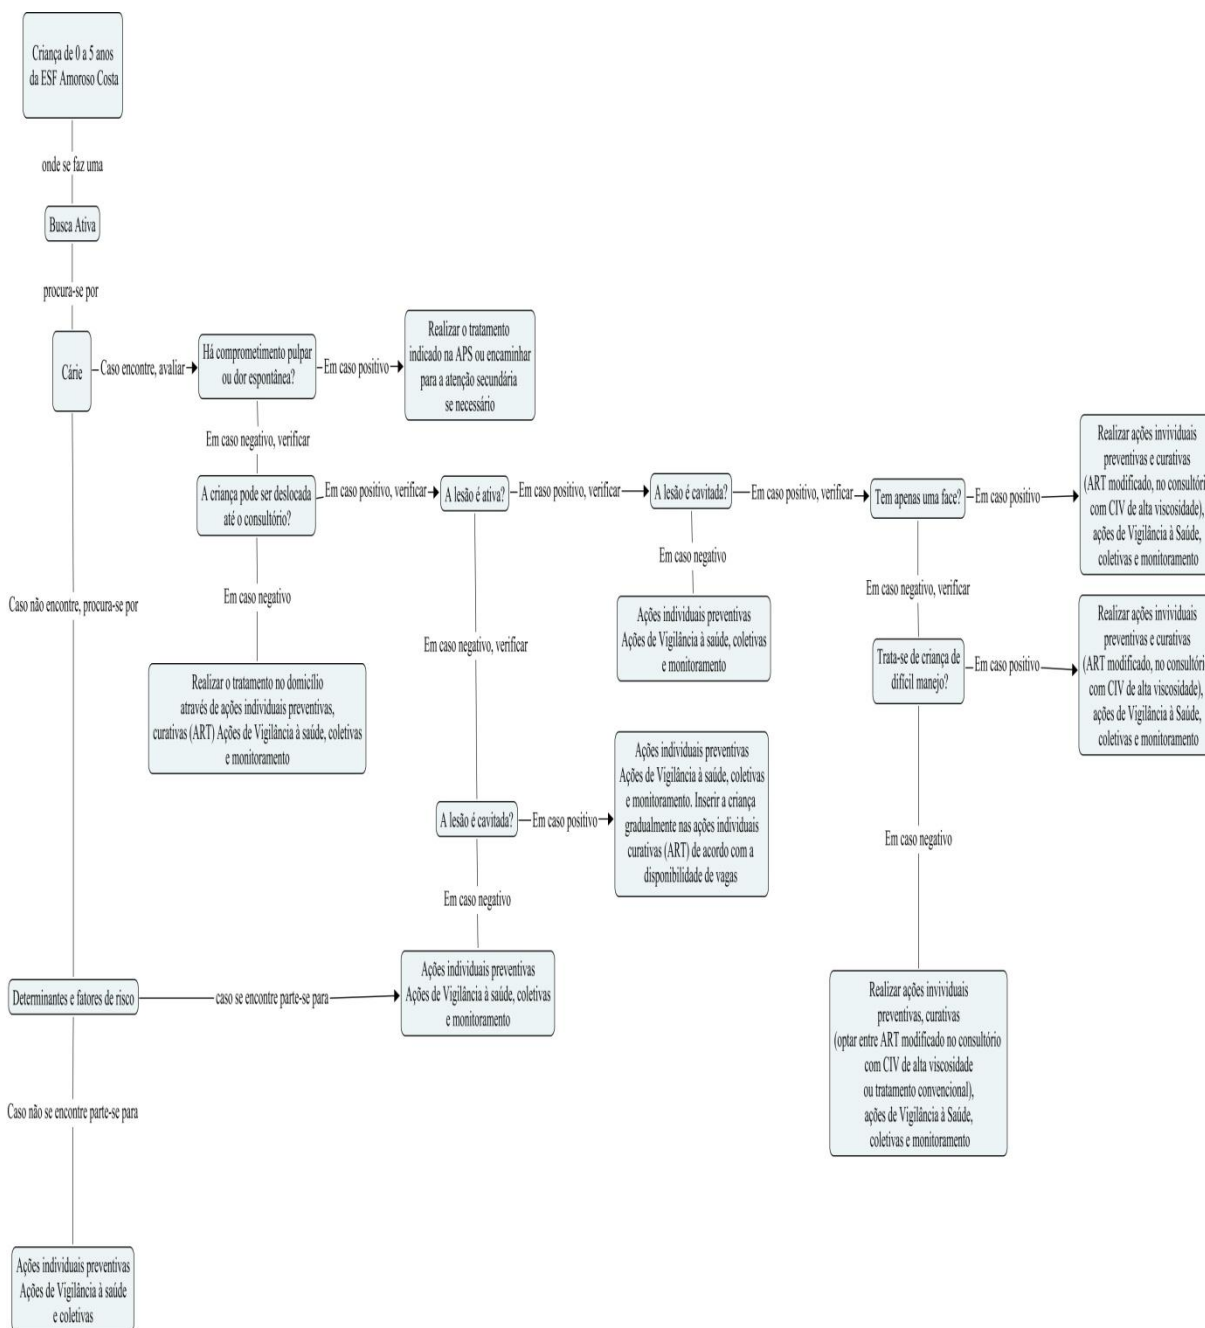 Criança de 0 a 5 anos
da ESF Amoroso Costa
onde se faz uma
Busca Ativa
procura-se por
Cárie
Caso encontre, avaliar
Há comprometimento pulpar
ou dor espontânea?
Em caso positivo
Realizar o tratamento
indicado na APS ou encaminhar
para a atenção secundária
se necessário
Em caso negativo, verificar
A criança pode ser deslocada
até o consultório?
Em caso positivo, verificar
A lesão é ativa?
Em caso positivo, verificar
A lesão é cavitada?
Em caso positivo, verificar
Tem apenas uma face?
Em caso positivo
Realizar ações invividuais
preventivas e curativas
(ART modificado, no consultório
com CIV de alta viscosidade),
ações de Vigilância à Saúde,
coletivas e monitoramento
Em caso negativo
Ações individuais preventivas
Ações de Vigilância à saúde, coletivas
e monitoramento
Em caso negativo, verificar
Trata-se de criança de
difícil manejo?
Em caso positivo
Realizar ações invividuais
preventivas e curativas
(ART modificado, no consultório
com CIV de alta viscosidade),
ações de Vigilância à Saúde,
coletivas e monitoramento
Em caso negativo
Realizar o tratamento no domicílio
através de ações individuais preventivas,
curativas (ART) Ações de Vigilância à saúde, coletivas
e monitoramento
Em caso negativo, verificar
A lesão é cavitada?
Em caso positivo
Ações individuais preventivas
Ações de Vigilância à saúde, coletivas
e monitoramento. Inserir a criança
gradualmente nas ações individuais
curativas (ART) de acordo com a
disponibilidade de vagas
Em caso negativo
Em caso negativo
Realizar ações invividuais
preventivas, curativas
(optar entre ART modificado no consultório
com CIV de alta viscosidade
ou tratamento convencional),
ações de Vigilância à Saúde,
coletivas e monitoramento
Caso não encontre, procura-se por
Determinantes e fatores de risco
caso se encontre parte-se para
Ações individuais preventivas
Ações de Vigilância à saúde, coletivas
e monitoramento
Caso não se encontre parte-se para
Ações individuais preventivas
Ações de Vigilância à saúde
e coletivas